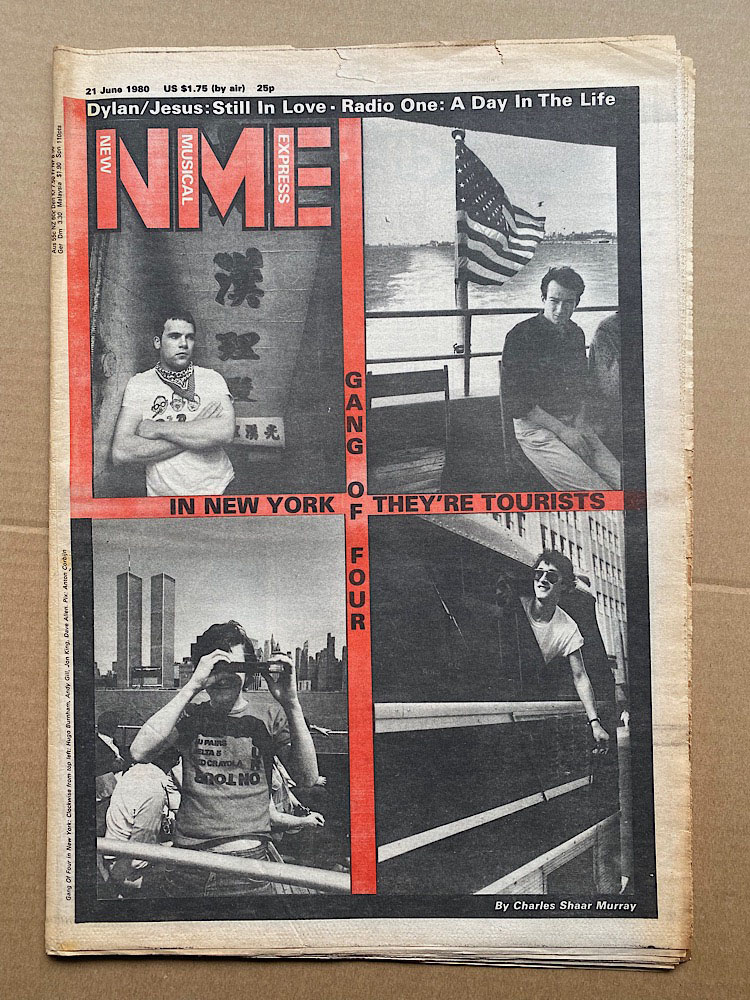 21 June 1980 US $1.75 (by air) 25p
Dylan/Jesus: Still In Love · Radio One: A Day In The Life
NEW
MUSICAL
EXPRESS
NME
漢
GANG OF FOUR
IN NEW YORK THEY'RE TOURISTS
By Charles Shaar Murray
Gang Of Four in New York: Clockwise from top left: Hugo Burnham, Andy Gill, Jon King, Dave Allen. Pix: Anton Corbijn